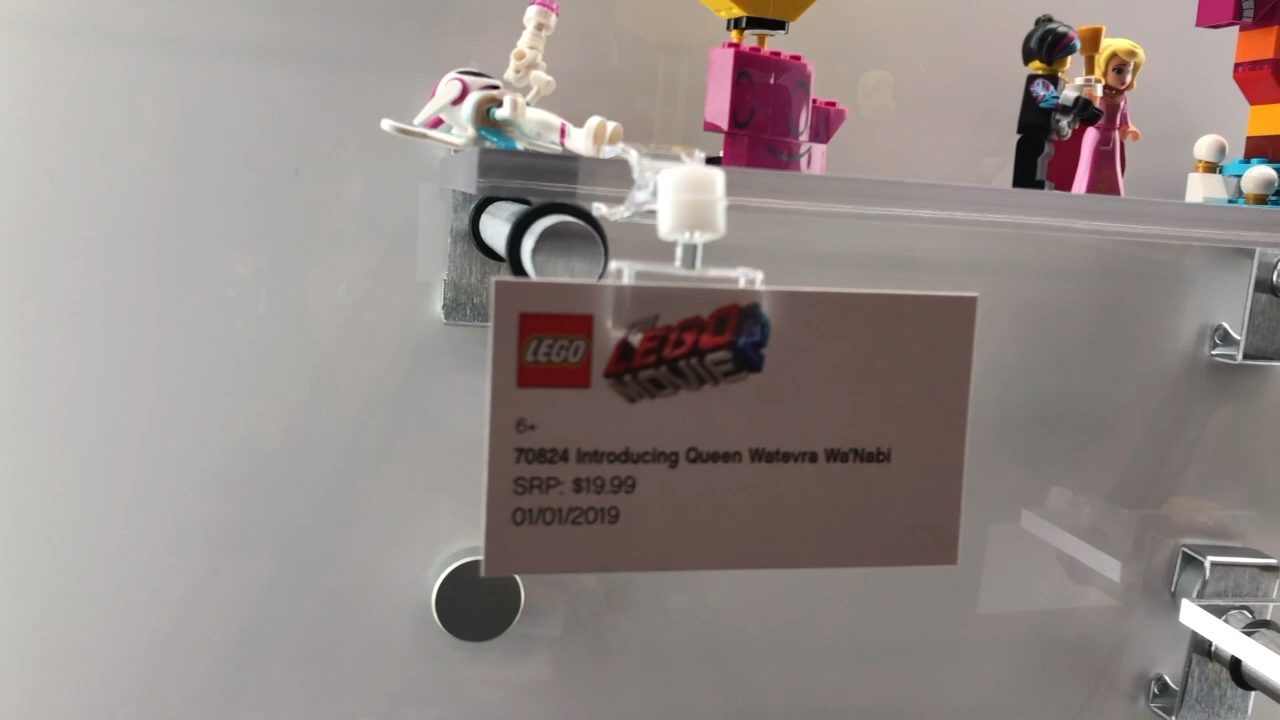 LEGO
THE LEGO MOVIE 2
6+
70824 Introducing Queen Watevra Wa'Nabi
SRP: $19.99
01/01/2019